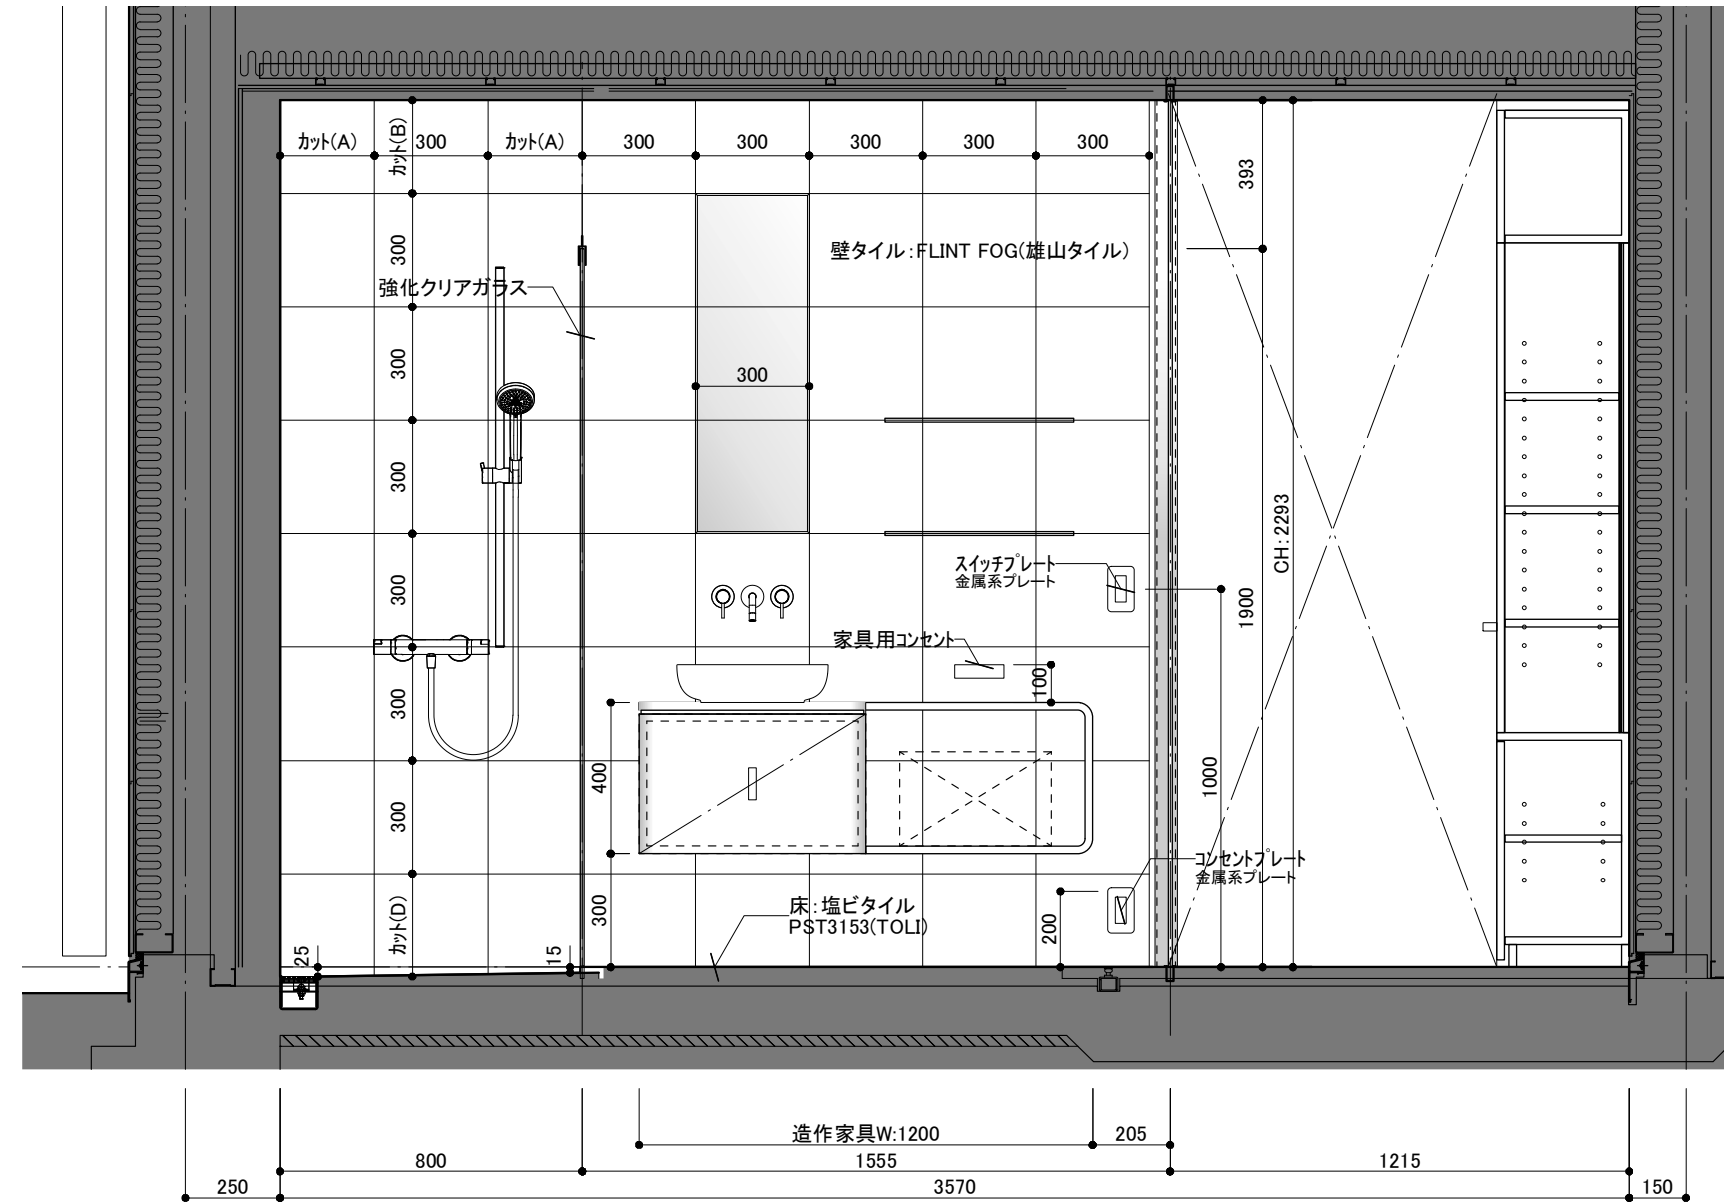 カット(A)
カット(B)
300
カット(A)
300
300
300
300
300
393
300
壁タイル:FLINT FOG(雄山タイル)
強化クリアガラス
300
300
300
CH:2293
スイッチプレート
金属系プレート
300
1900
家具用コンセント
100
300
400
1000
300
コンセントプレート
金属系プレート
カット(D)
300
床:塩ビタイル
PST3153(TOLI)
200
25
15
造作家具W:1200
205
800
1555
1215
250
3570
150